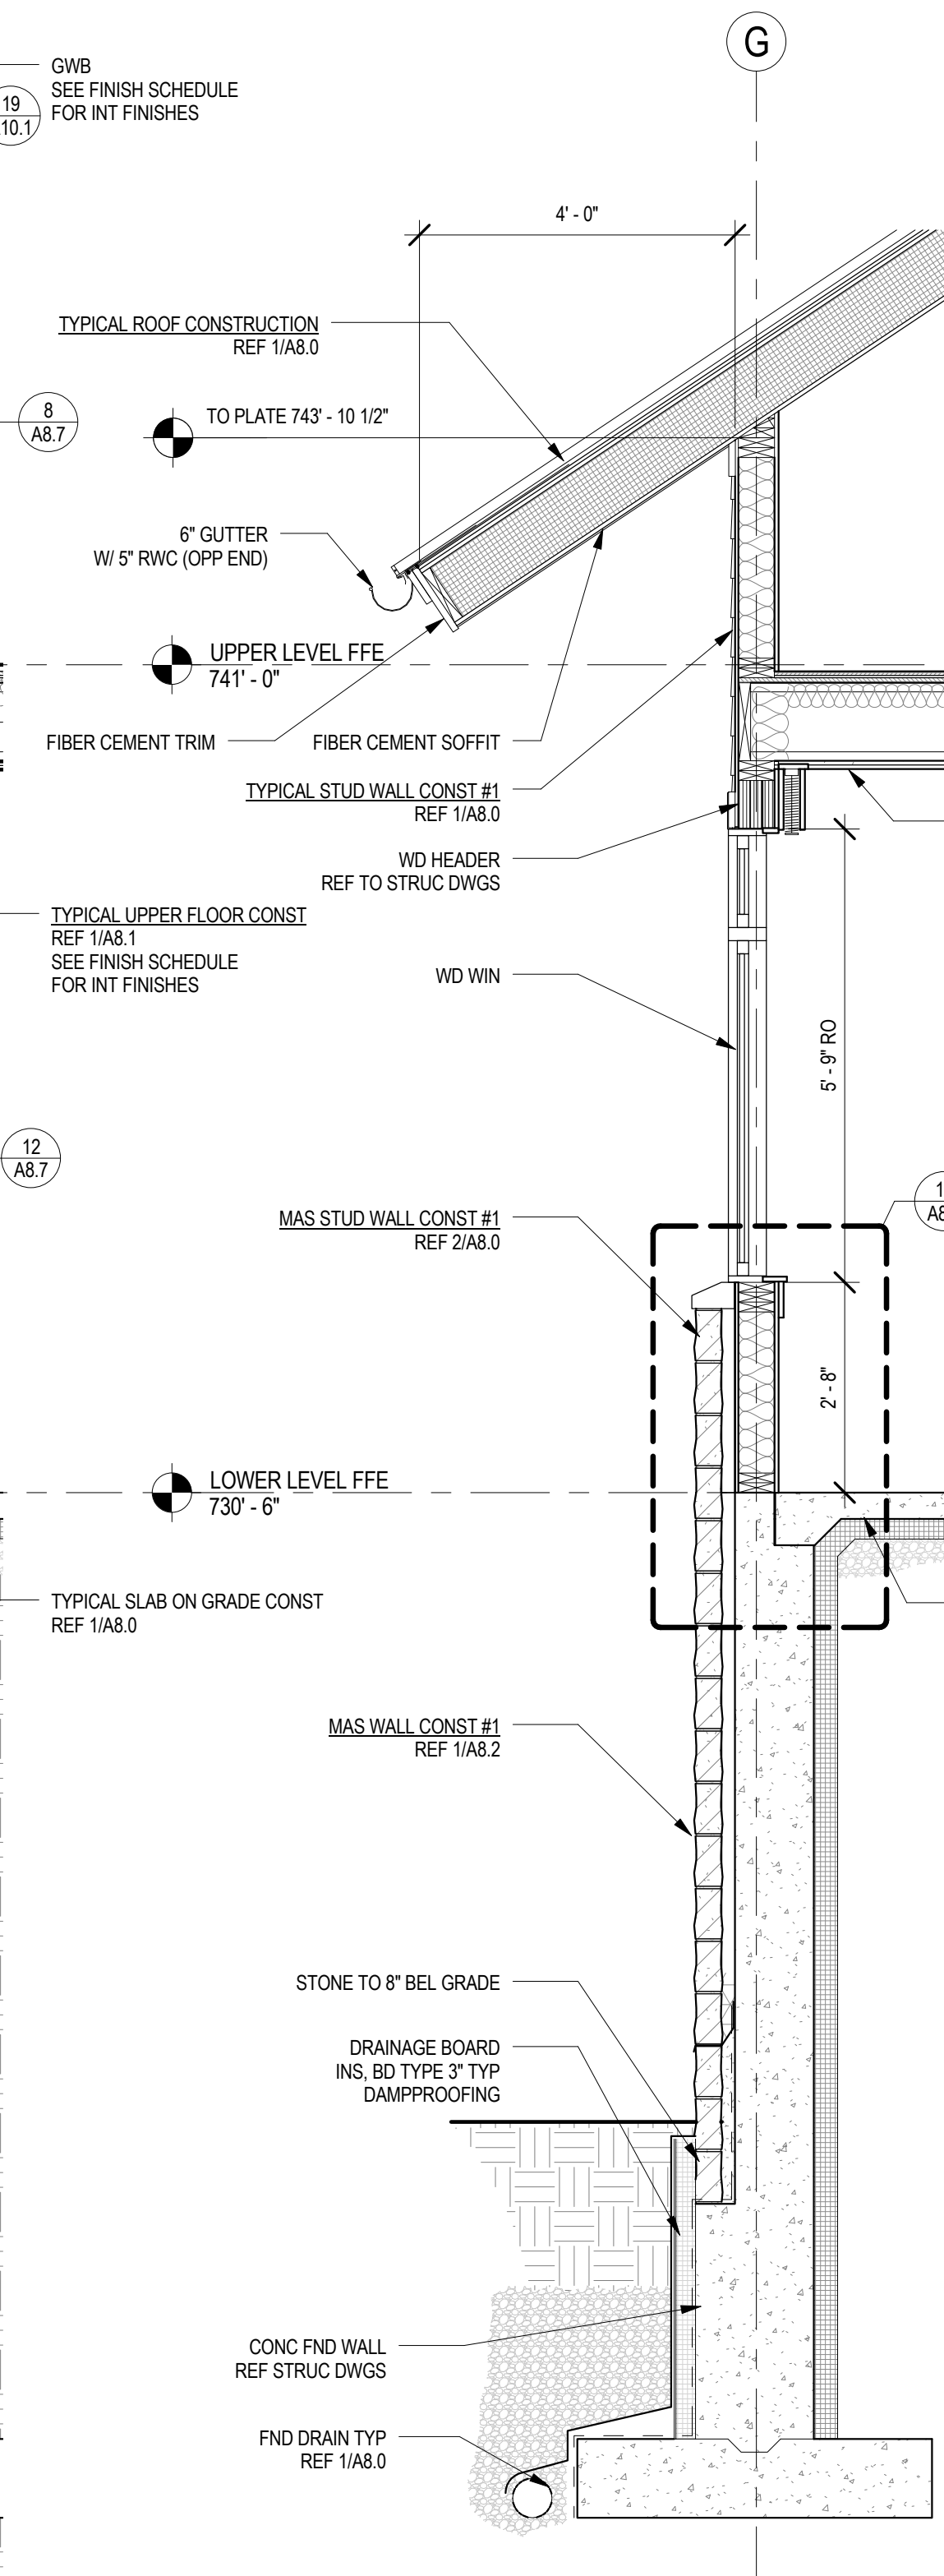 G
GWB
SEE FINISH SCHEDULE
FOR INT FINISHES
19
10.1
4' - 0"
TYPICAL ROOF CONSTRUCTION
REF 1/A8.0
8
A8.7
TO PLATE 743' - 10 1/2"
6" GUTTER
W/ 5" RWC (OPP END)
UPPER LEVEL FFE
741' - 0"
FIBER CEMENT TRIM
FIBER CEMENT SOFFIT
TYPICAL STUD WALL CONST #1
REF 1/A8.0
WD HEADER
REF TO STRUC DWGS
TYPICAL UPPER FLOOR CONST
REF 1/A8.1
SEE FINISH SCHEDULE
FOR INT FINISHES
WD WIN
5' - 9" RO
12
A8.7
MAS STUD WALL CONST #1
REF 2/A8.0
2' - 8"
LOWER LEVEL FFE
730' - 6"
TYPICAL SLAB ON GRADE CONST
REF 1/A8.0
MAS WALL CONST #1
REF 1/A8.2
STONE TO 8" BEL GRADE
DRAINAGE BOARD
INS, BD TYPE 3" TYP
DAMPPROOFING
CONC FND WALL
REF STRUC DWGS
FND DRAIN TYP
REF 1/A8.0